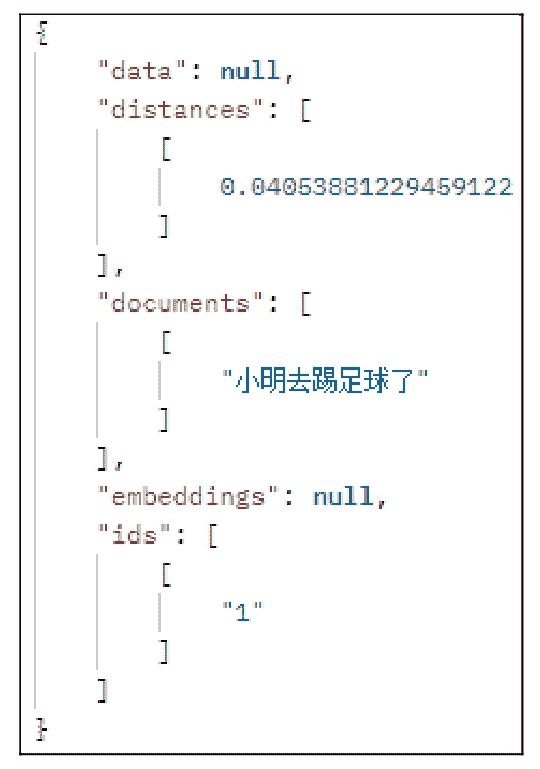 {
"data": null,
"distances": [
[
0.04053881229459122
]
],
"documents": [
[
"小明去踢足球了"
]
],
"embeddings": null,
"ids": [
[
"1"
]
]
}